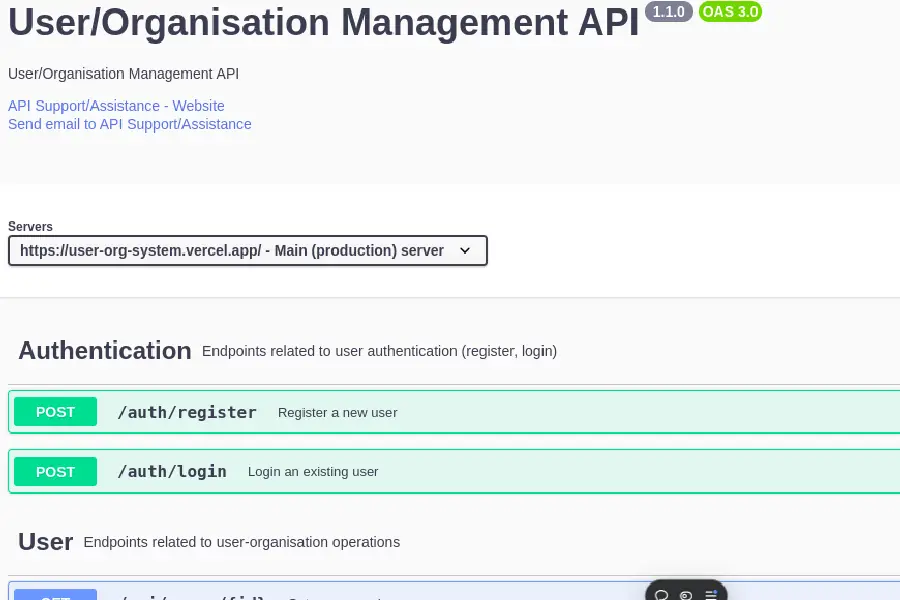 User/Organisation Management API 1.1.0 OAS 3.0
User/Organisation Management API
API Support/Assistance - Website
Send email to API Support/Assistance
Servers
https://user-org-system.vercel.app/ - Main (production) server
Authentication Endpoints related to user authentication (register, login)
POST /auth/register Register a new user
POST /auth/login Login an existing user
User Endpoints related to user-organisation operations
GET